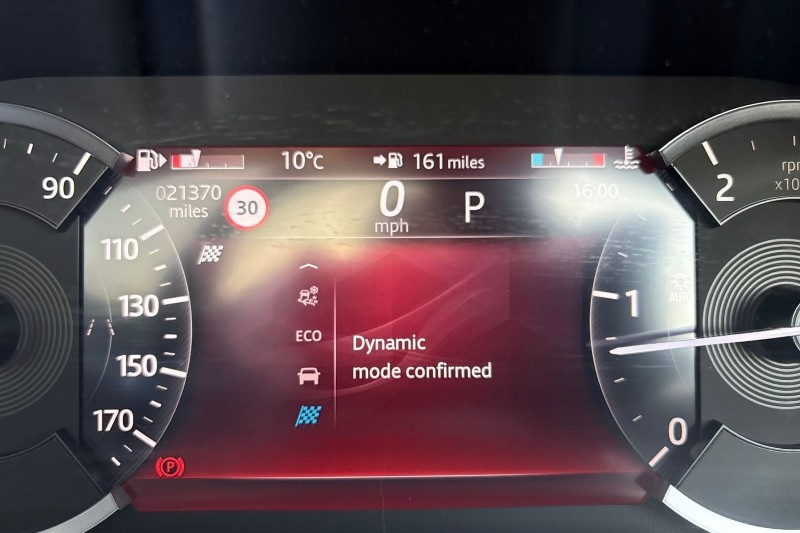 10°C
161 miles
021370
miles
30
0
mph
P
16:00
90
110
130
150
170
ECO
Dynamic
mode confirmed
P
2
rpm
x10
AUTO
1
0